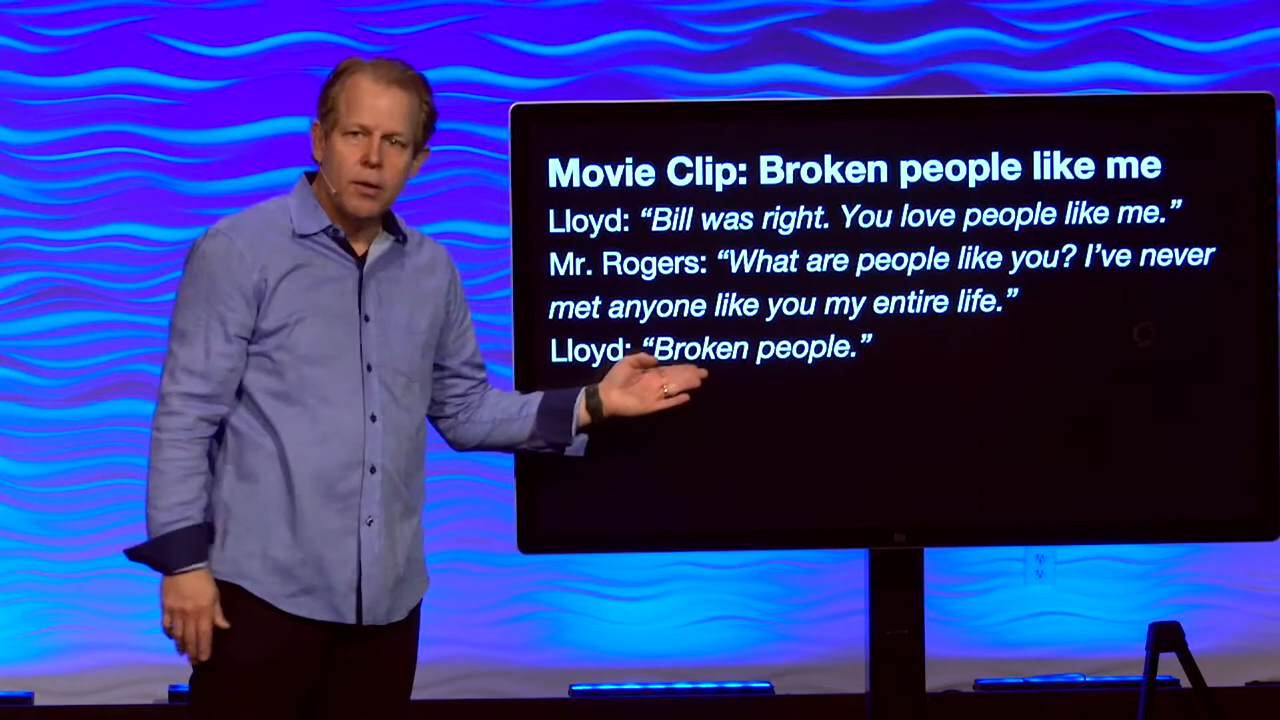 Movie Clip: Broken people like me
Lloyd: “Bill was right. You love people like me.”
Mr. Rogers: “What are people like you? I’ve never
met anyone like you my entire life.”
Lloyd: “Broken people.”